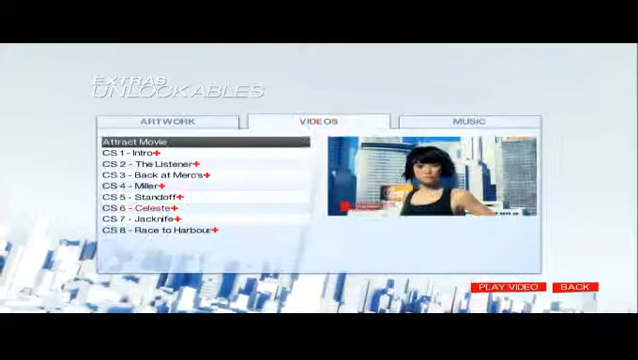 EXTRAS
UNLOCKABLES
ARTWORK
VIDEOS
MUSIC
Attract Movie
CS 1 - Intro+
CS 2 - The Listener+
CS 3 - Back at Merc's+
CS 4 - Miller+
CS 5 - Standoff+
CS 6 - Celeste+
CS 7 - Jacknife+
CS 8 - Race to Harbour+
PLAY VIDEO
BACK